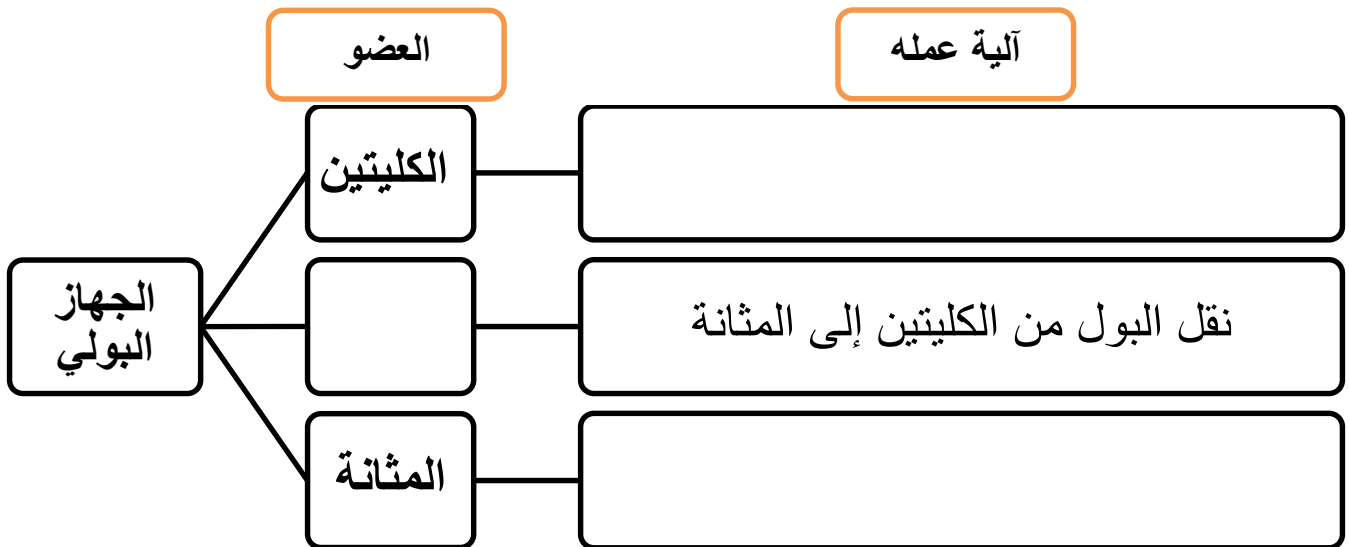 العضو
آلية عمله
الكليتين
نقل البول من الكليتين إلى المثانة
الجهاز
البولي
المثانة